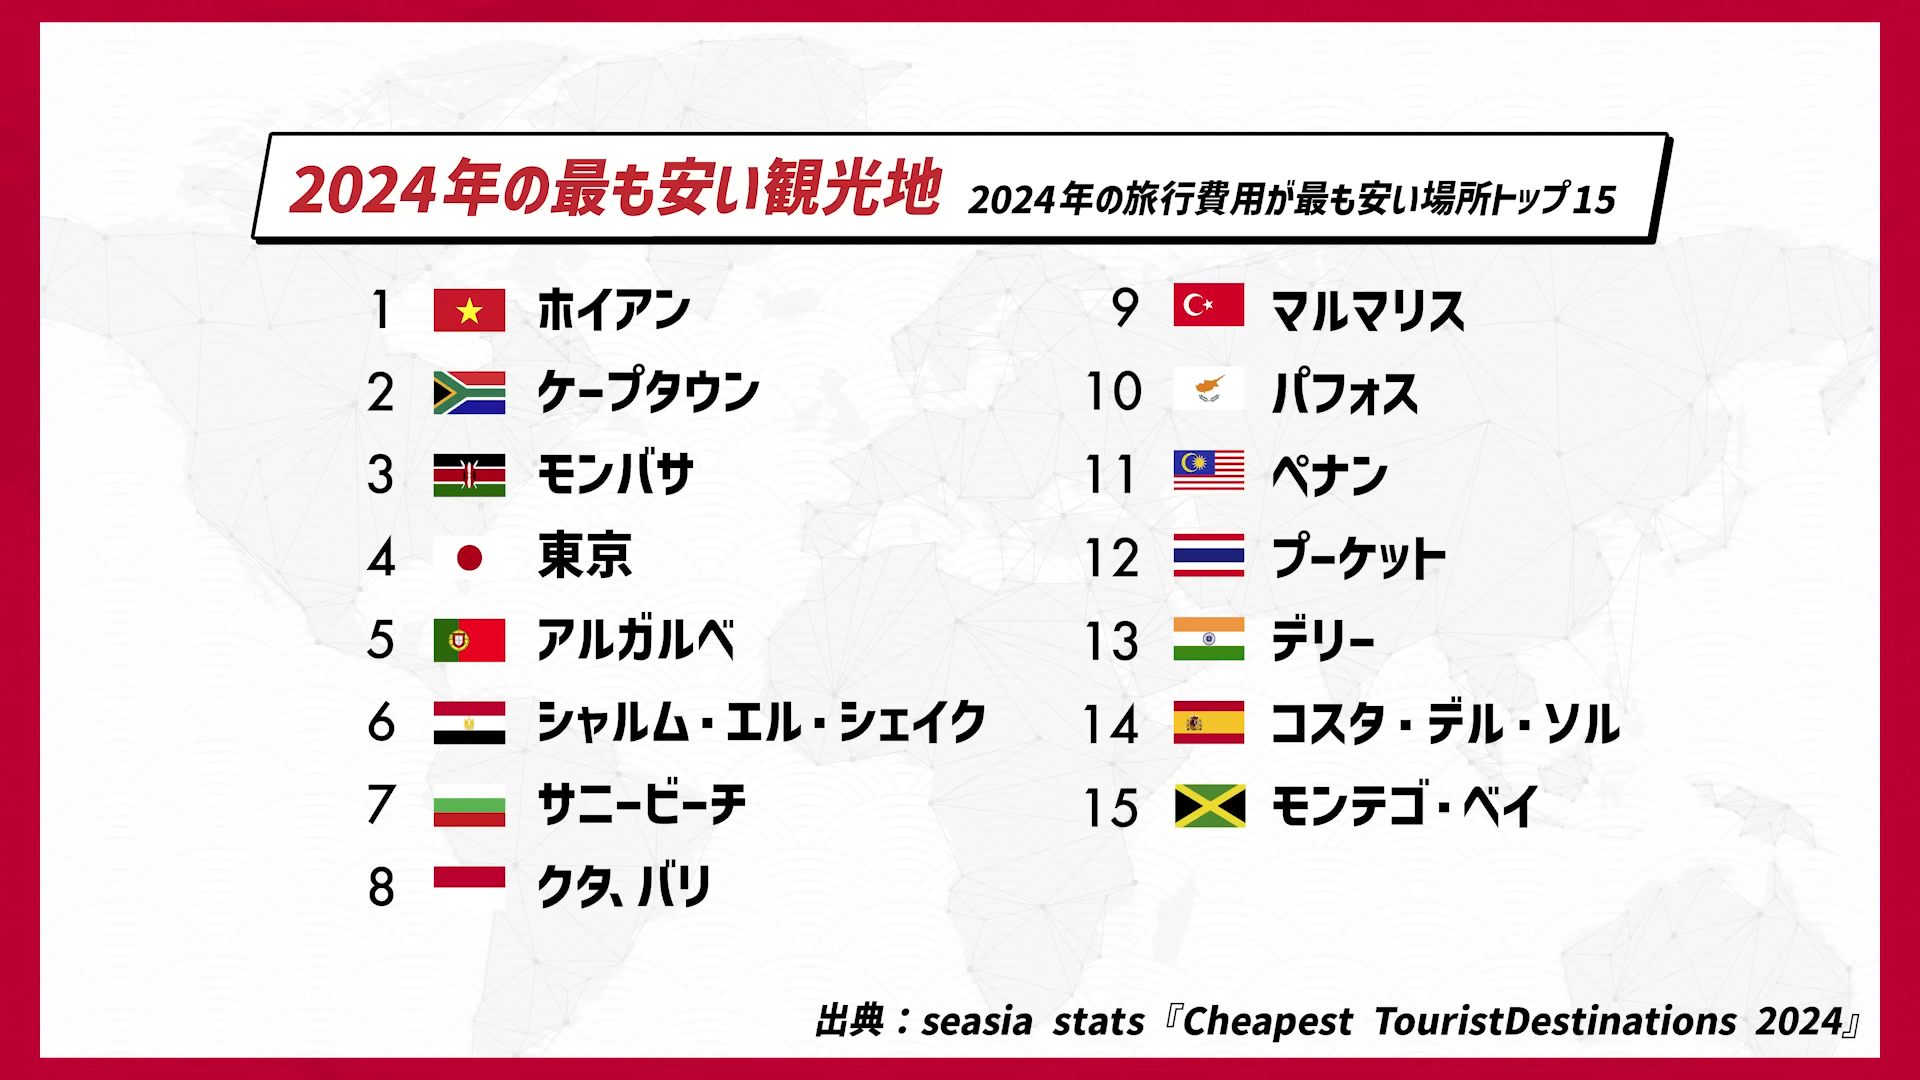 2024年の最も安い観光地 2024年の旅行費用が最も安い場所トップ15
1 ホイアン
2 ケープタウン
3 モンバサ
4 東京
5 アルガルベ
6 シャルム・エル・シェイク
7 サニービーチ
8 クタ、バリ
9 マルマリス
10 パフォス
11 ペナン
12 プーケット
13 デリー
14 コスタ・デル・ソル
15 モンテゴ・ベイ
出典：seasia stats『Cheapest TouristDestinations 2024』